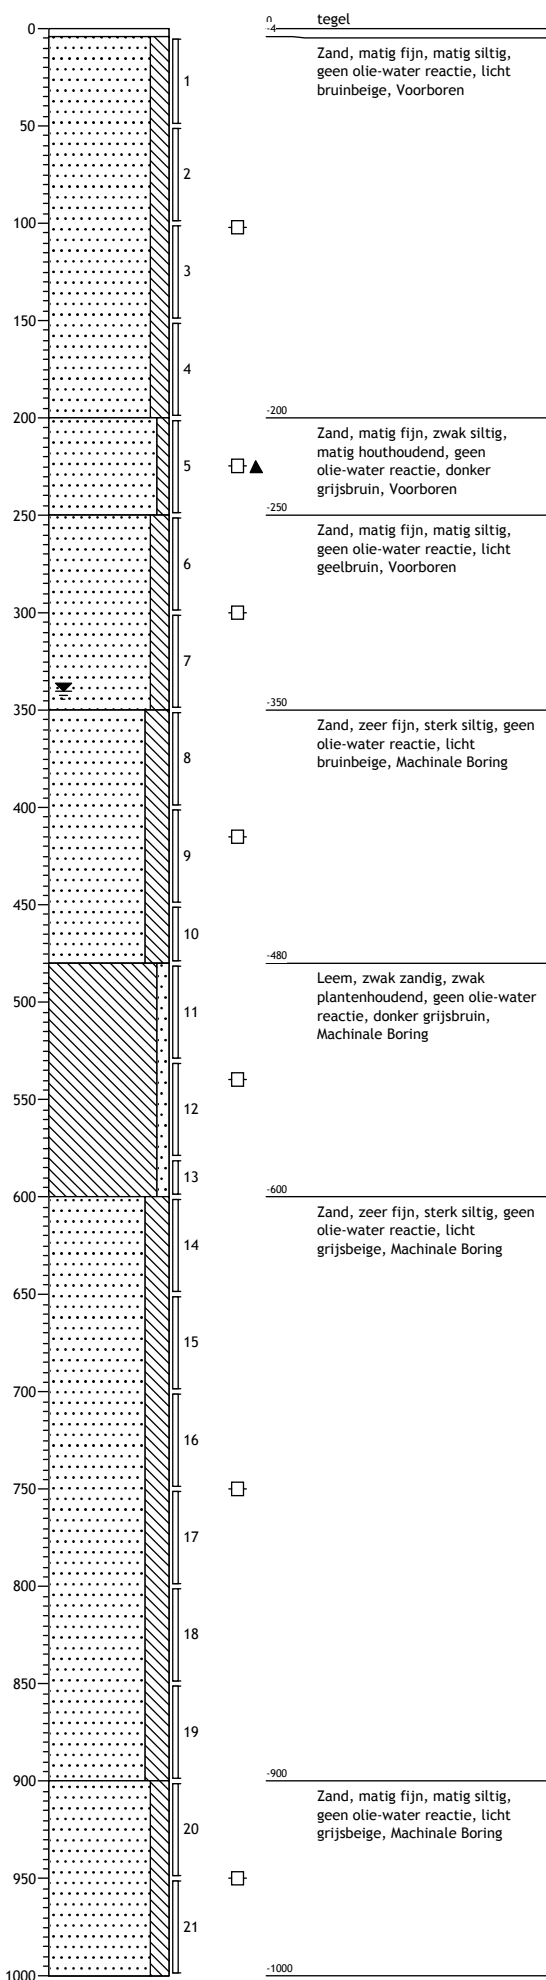 0
tegel
-4
0
Zand, matig fijn, matig siltig,
geen olie-water reactie, licht
bruinbeige, Voorboren
1
50
2
100
3
150
4
200
-200
Zand, matig fijn, zwak siltig,
matig houthoudend, geen
olie-water reactie, donker
grijsbruin, Voorboren
5
250
-250
Zand, matig fijn, matig siltig,
geen olie-water reactie, licht
geelbruin, Voorboren
6
300
7
350
-350
Zand, zeer fijn, sterk siltig, geen
olie-water reactie, licht
bruinbeige, Machinale Boring
8
400
9
450
10
-480
Leem, zwak zandig, zwak
plantenhoudend, geen olie-water
reactie, donker grijsbruin,
Machinale Boring
500
11
550
12
13
600
-600
Zand, zeer fijn, sterk siltig, geen
olie-water reactie, licht
grijsbeige, Machinale Boring
14
650
15
700
16
750
17
800
18
850
19
900
-900
Zand, matig fijn, matig siltig,
geen olie-water reactie, licht
grijsbeige, Machinale Boring
20
950
21
1000
-1000